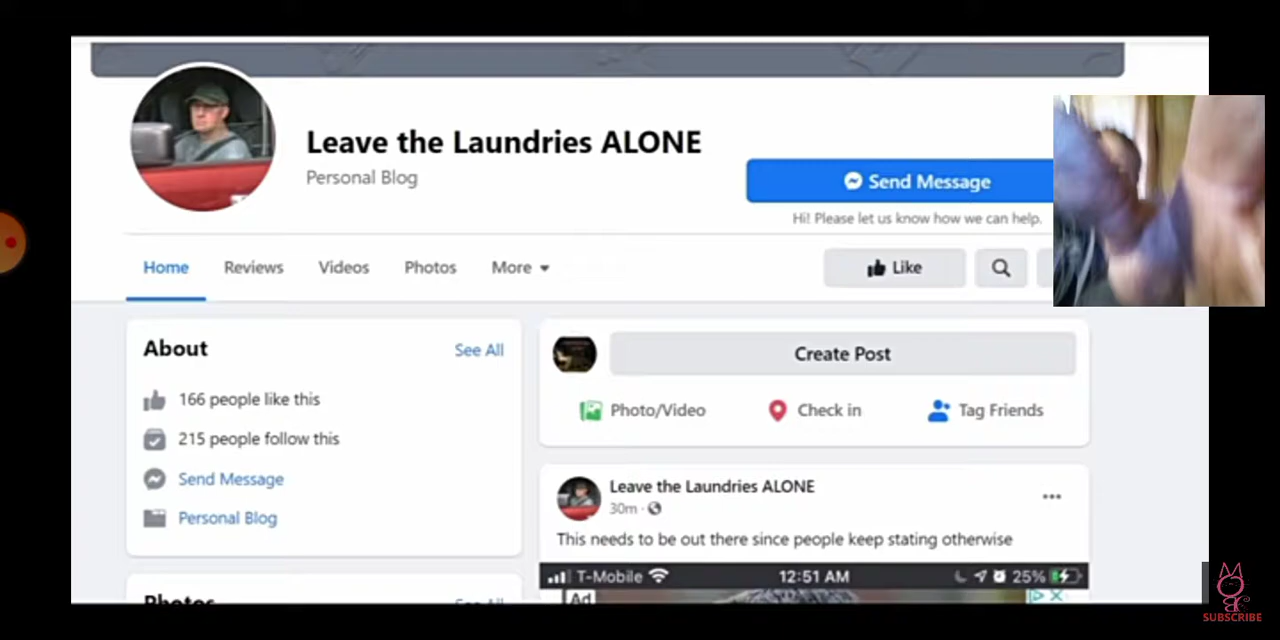 Leave the Laundries ALONE
Personal Blog
Send Message
Hi! Please let us know how we can help.
Home Reviews Videos Photos More
Like
About
See All
166 people like this
215 people follow this
Send Message
Personal Blog
Create Post
Photo/Video Check in Tag Friends
Leave the Laundries ALONE
30m
This needs to be out there since people keep stating otherwise
T-Mobile 12:51 AM 25%
Ad
Photos
See All
SUBSCRIBE